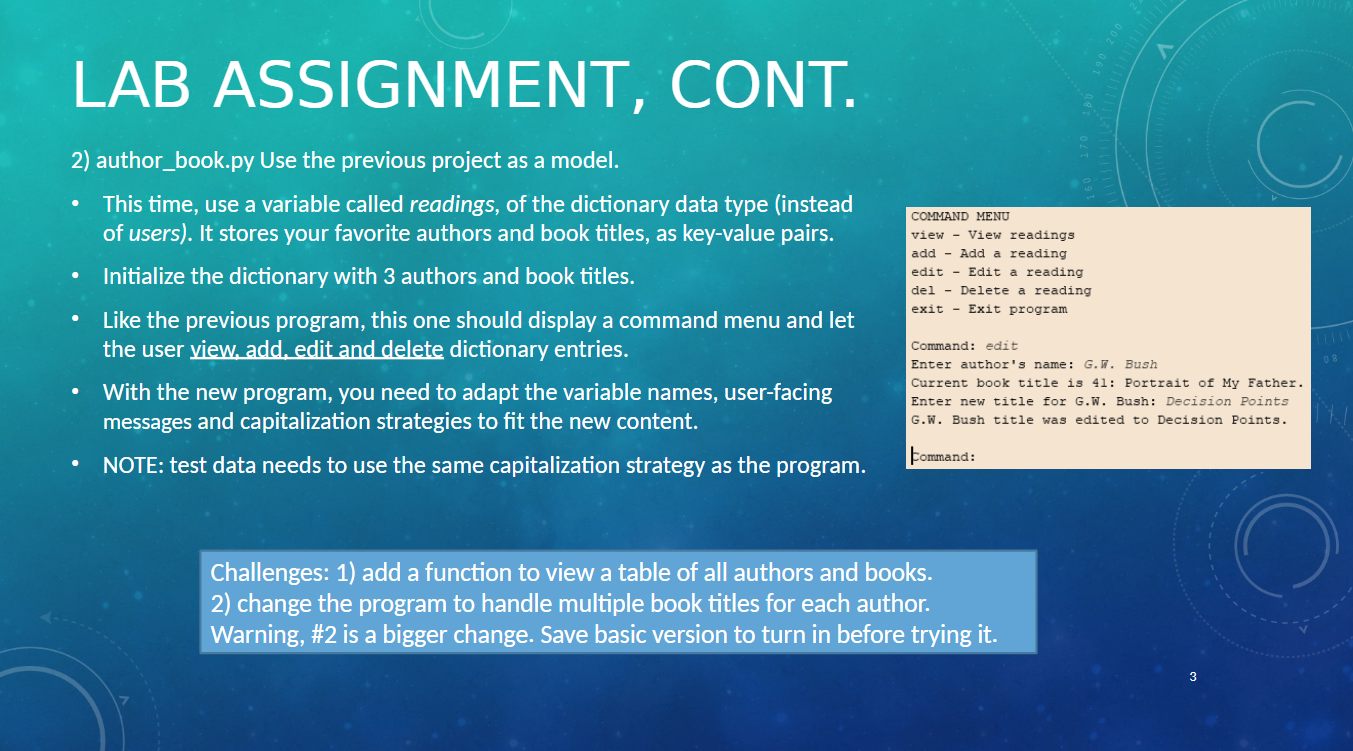 LAB ASSIGNMENT, CONT.
2) author_book.py Use the previous project as a model.
• This time, use a variable called readings, of the dictionary data type (instead
of users). It stores your favorite authors and book titles, as key-value pairs.
• Initialize the dictionary with 3 authors and book titles.
• Like the previous program, this one should display a command menu and let
the user view, add, edit and delete dictionary entries.
• With the new program, you need to adapt the variable names, user-facing
messages and capitalization strategies to fit the new content.
• NOTE: test data needs to use the same capitalization strategy as the program.
COMMAND MENU
view - View readings
add - Add a reading
edit - Edit a reading
del - Delete a reading
exit - Exit program
Command: edit
Enter author's name: G.W. Bush
Current book title is 41: Portrait of My Father.
Enter new title for G.W. Bush: Decision Points
G.W. Bush title was edited to Decision Points.
Command:
Challenges: 1) add a function to view a table of all authors and books.
2) change the program to handle multiple book titles for each author.
Warning, #2 is a bigger change. Save basic version to turn in before trying it.
3
160
170
180
190
200